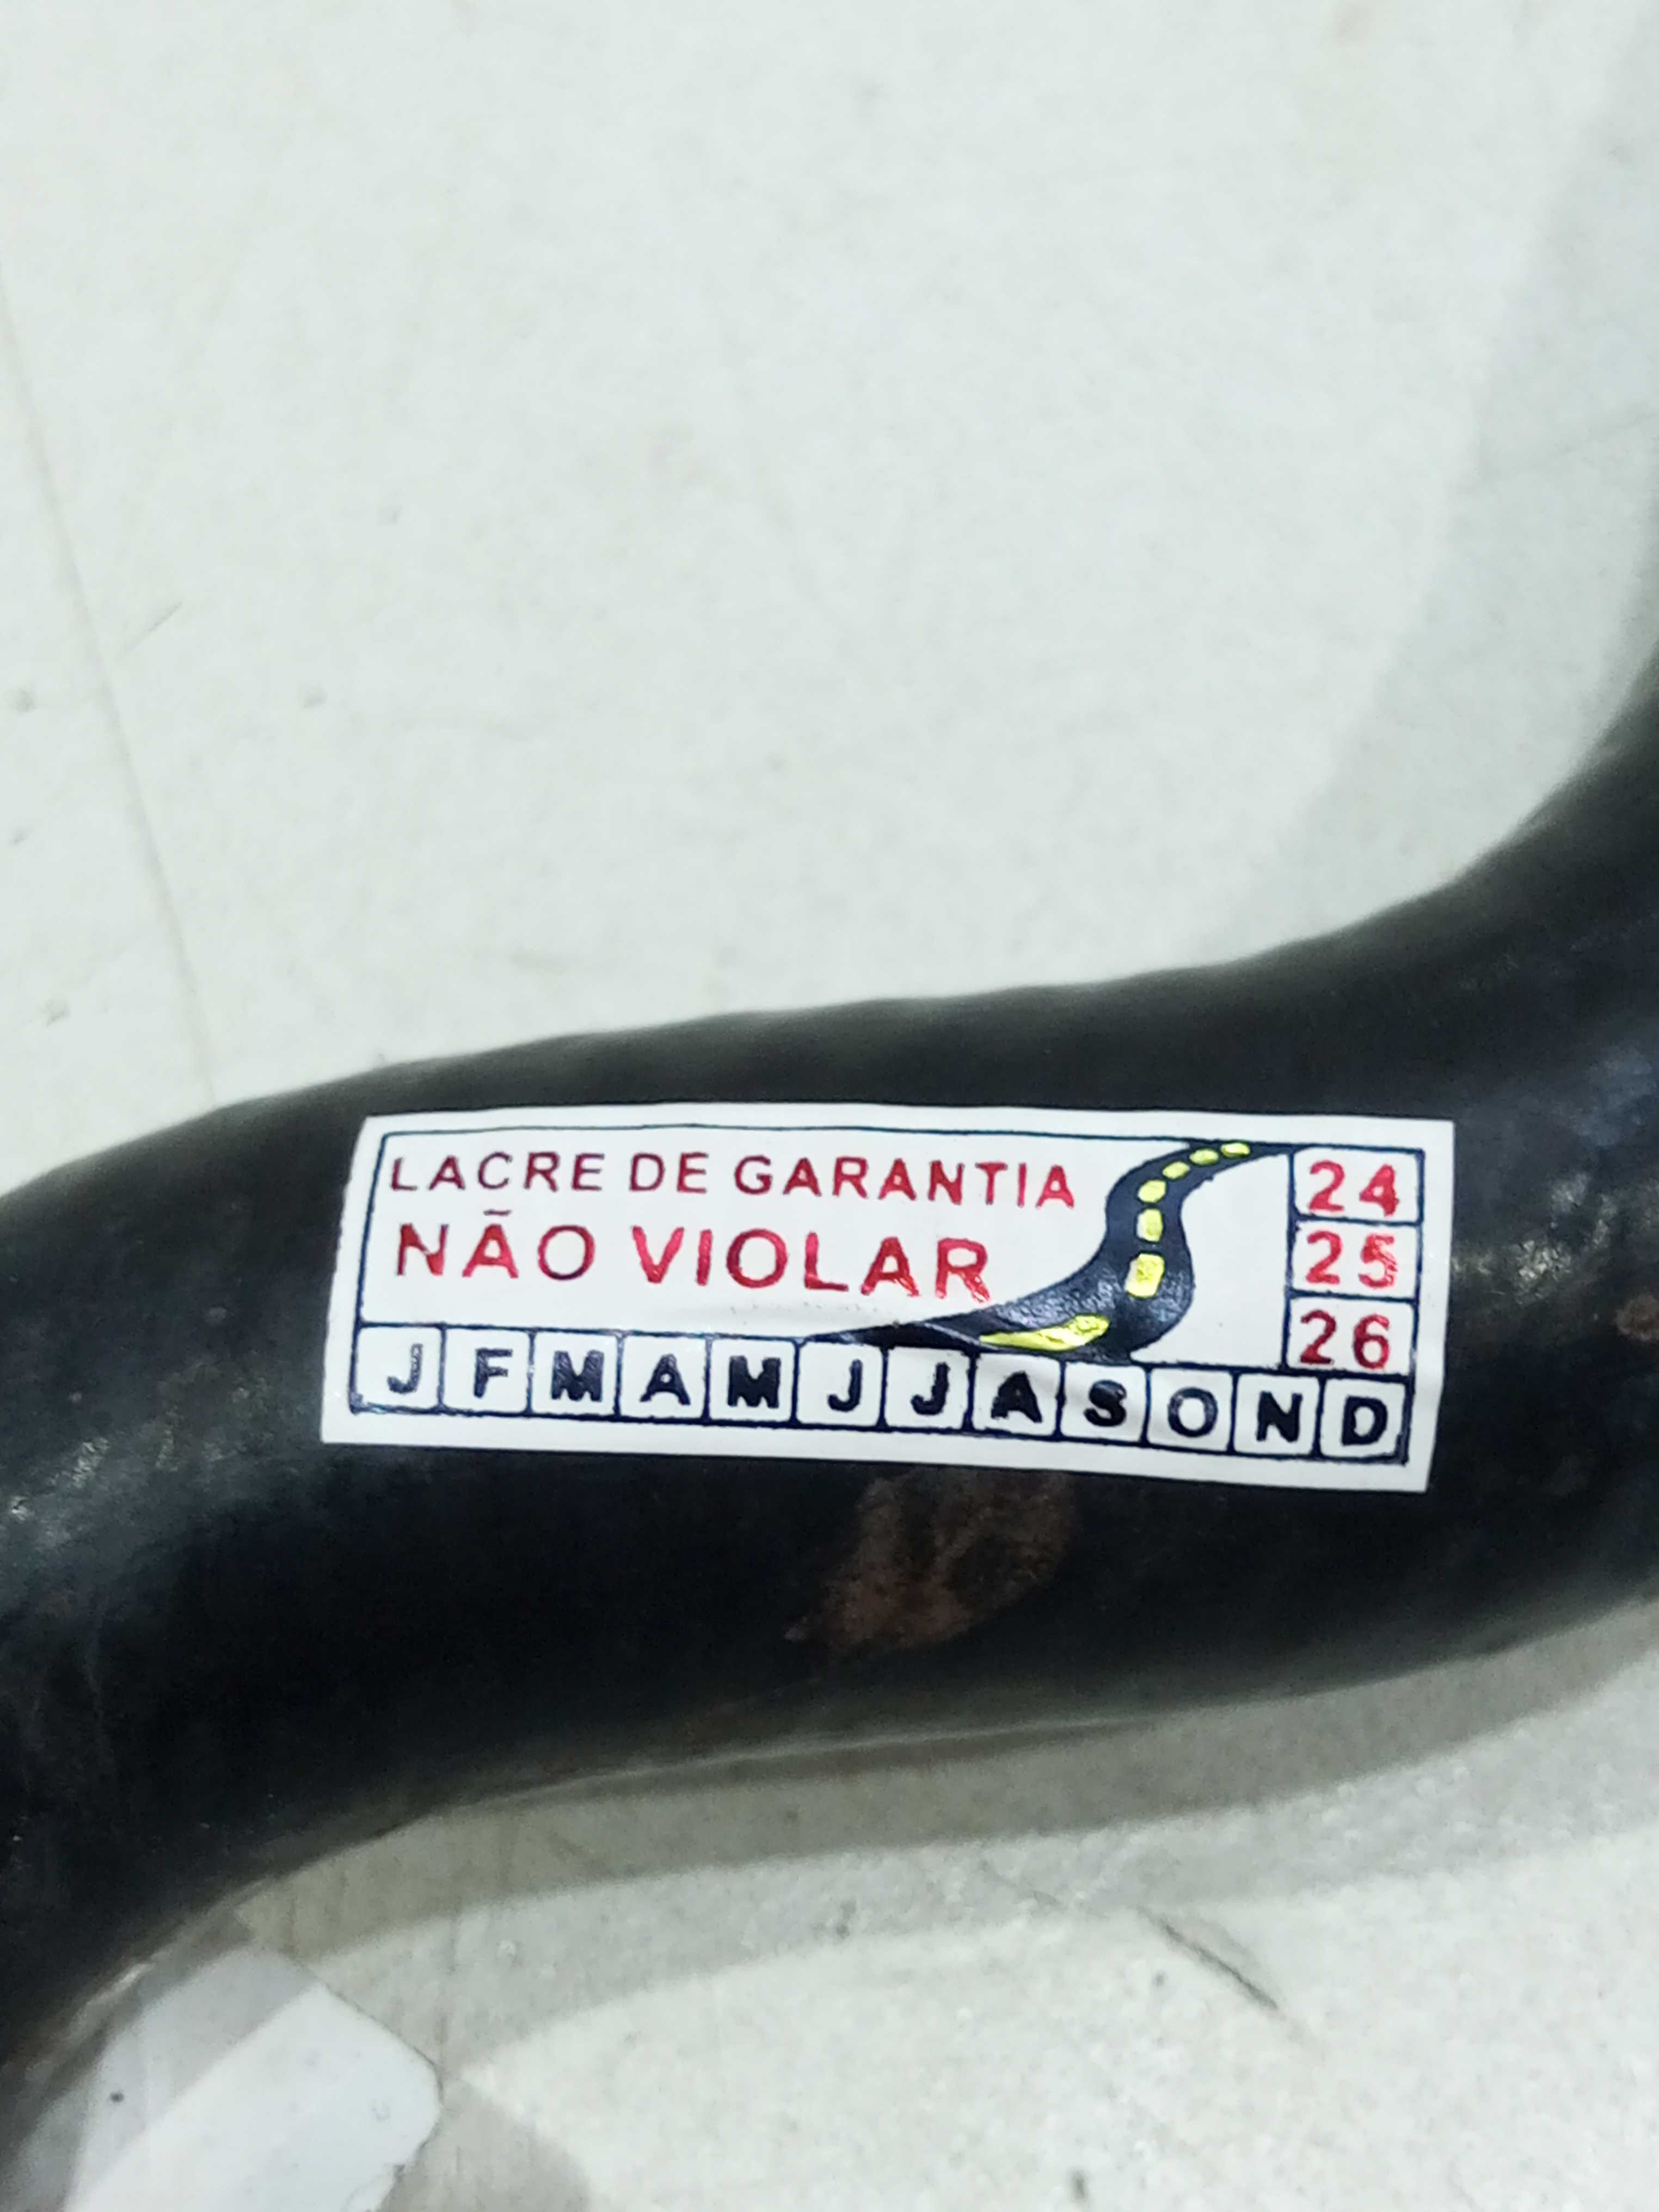 LACRE DE GARANTIA
NÃO VIOLAR
24
25
26
J F M A M J J A S O N D